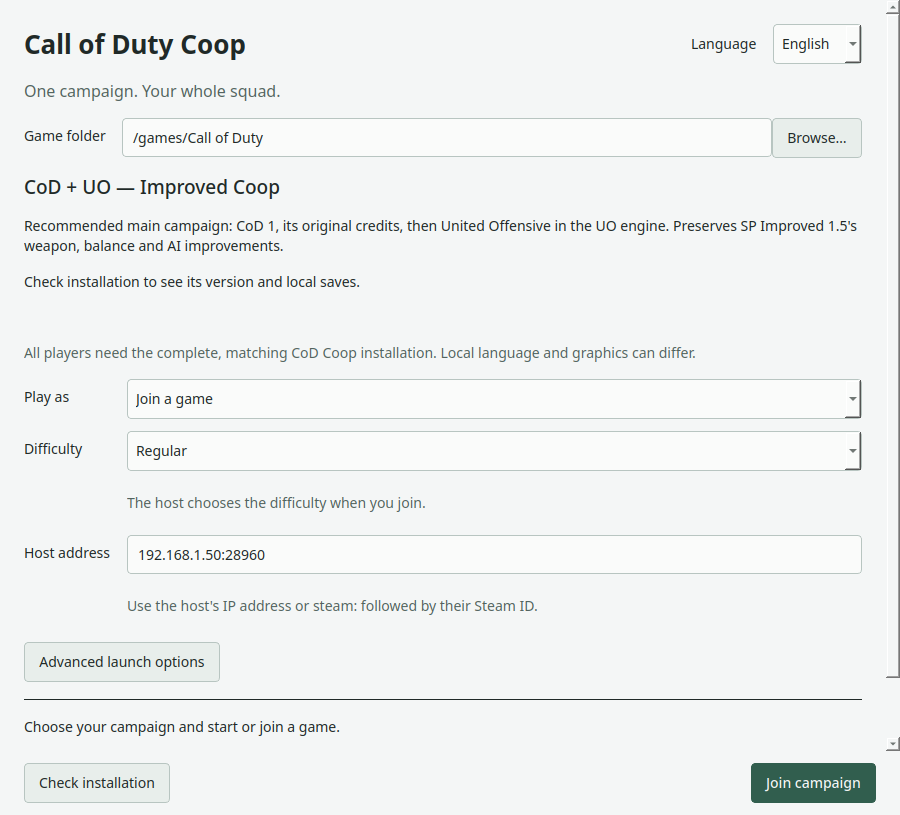 Call of Duty Coop
Language
English
One campaign. Your whole squad.
Game folder
/games/Call of Duty
Browse...
CoD + UO — Improved Coop
Recommended main campaign: CoD 1, its original credits, then United Offensive in the UO engine. Preserves SP Improved 1.5's
weapon, balance and AI improvements.
Check installation to see its version and local saves.
All players need the complete, matching CoD Coop installation. Local language and graphics can differ.
Play as
Join a game
Difficulty
Regular
The host chooses the difficulty when you join.
Host address
192.168.1.50:28960
Use the host's IP address or steam: followed by their Steam ID.
Advanced launch options
Choose your campaign and start or join a game.
Check installation
Join campaign